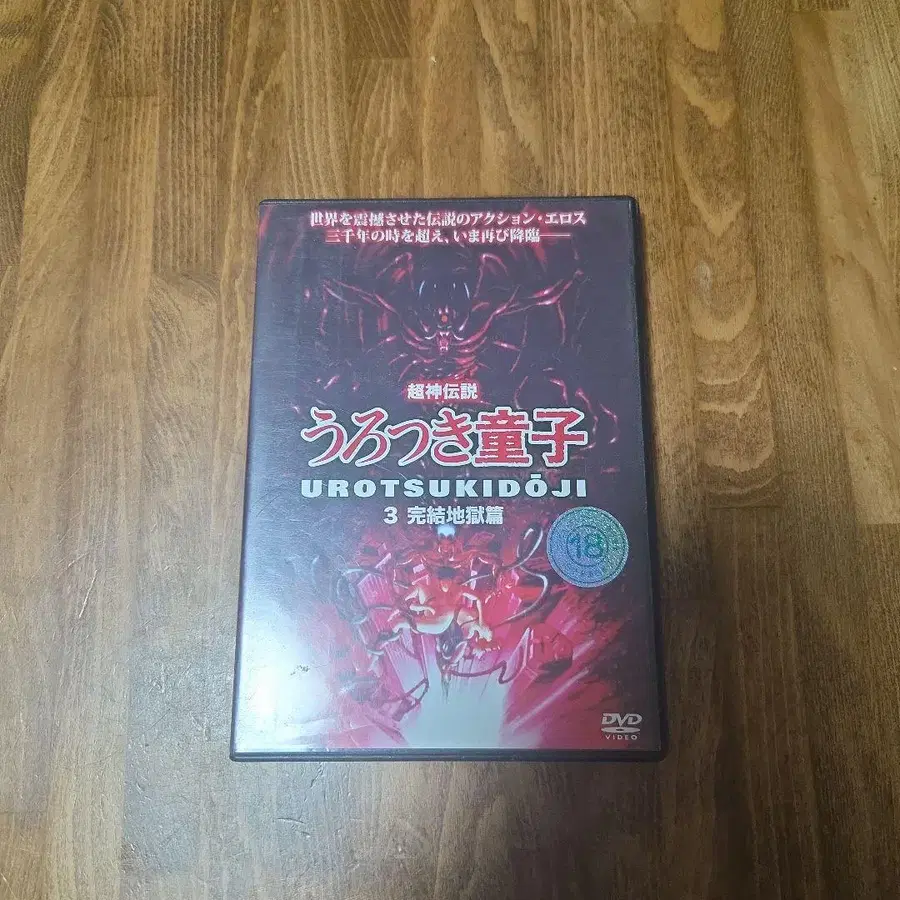 世界を震撼させた伝説のアクション・エロス
三千年の時を超え、いま再び降臨――
超神伝説
うろつき童子
UROTSUKIDŌJI
3 完結地獄篇
18
DVD
VIDEO